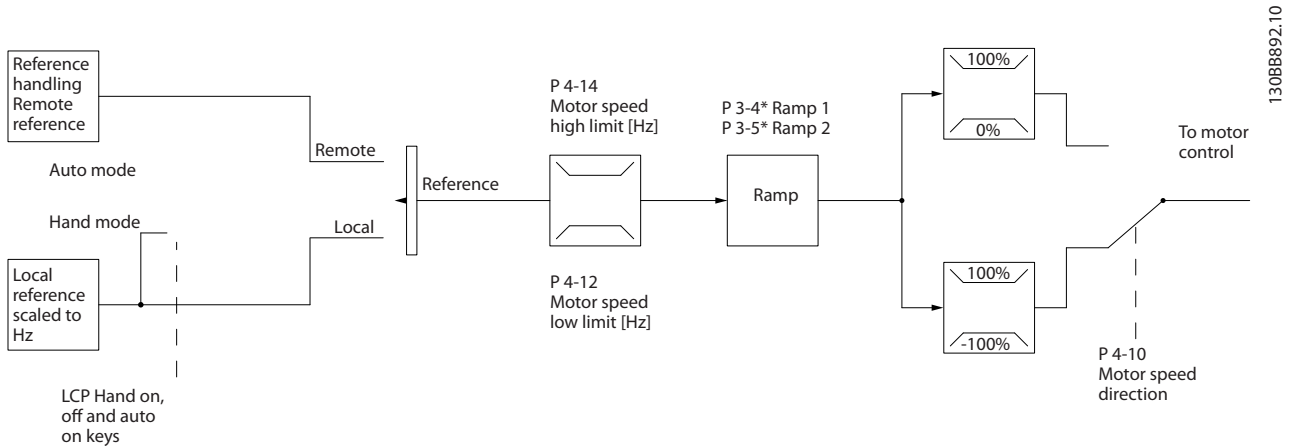 Reference
handling
Remote
reference
Auto mode
Hand mode
Local
reference
scaled to
Hz
LCP Hand on,
off and auto
on keys
Remote
Local
Reference
P 4-14
Motor speed
high limit [Hz]
P 4-12
Motor speed
low limit [Hz]
P 3-4* Ramp 1
P 3-5* Ramp 2
Ramp
100%
0%
100%
-100%
To motor
control
P 4-10
Motor speed
direction
130BB892.10